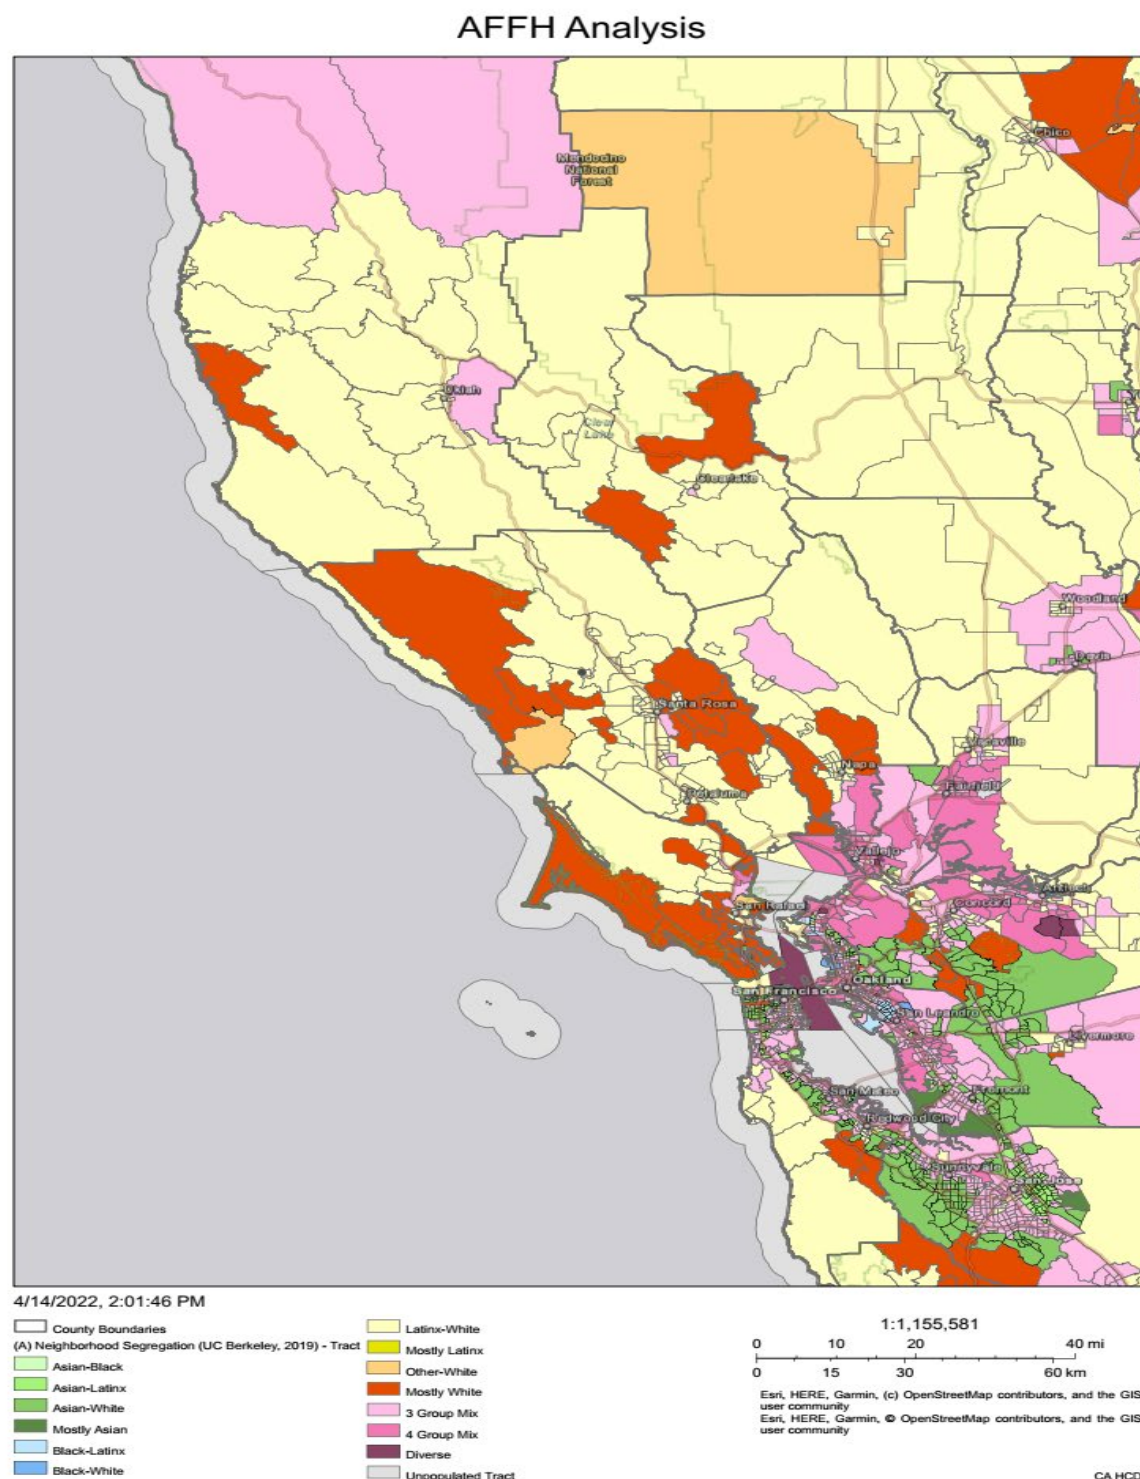 AFFH Analysis
Chico
Mendocino
National
Forest
Ukiah
Clear
Lake
Clearlake
Woodland
Davis
Santa Rosa
Vacaville
Napa
Fairfield
Petaluma
Vallejo
Antioch
Concord
San Rafael
Oakland
San Francisco
San Leandro
Livermore
San Mateo
Fremont
Redwood City
Sunnyvale
San Jose
4/14/2022, 2:01:46 PM
County Boundaries
(A) Neighborhood Segregation (UC Berkeley, 2019) - Tract
Asian-Black
Asian-Latinx
Asian-White
Mostly Asian
Black-Latinx
Black-White
Latinx-White
Mostly Latinx
Other-White
Mostly White
3 Group Mix
4 Group Mix
Diverse
Unpopulated Tract
1:1,155,581
0 10 20 40 mi
0 15 30 60 km
Esri, HERE, Garmin, (c) OpenStreetMap contributors, and the GIS
user community
Esri, HERE, Garmin, © OpenStreetMap contributors, and the GIS
user community
CA HCD